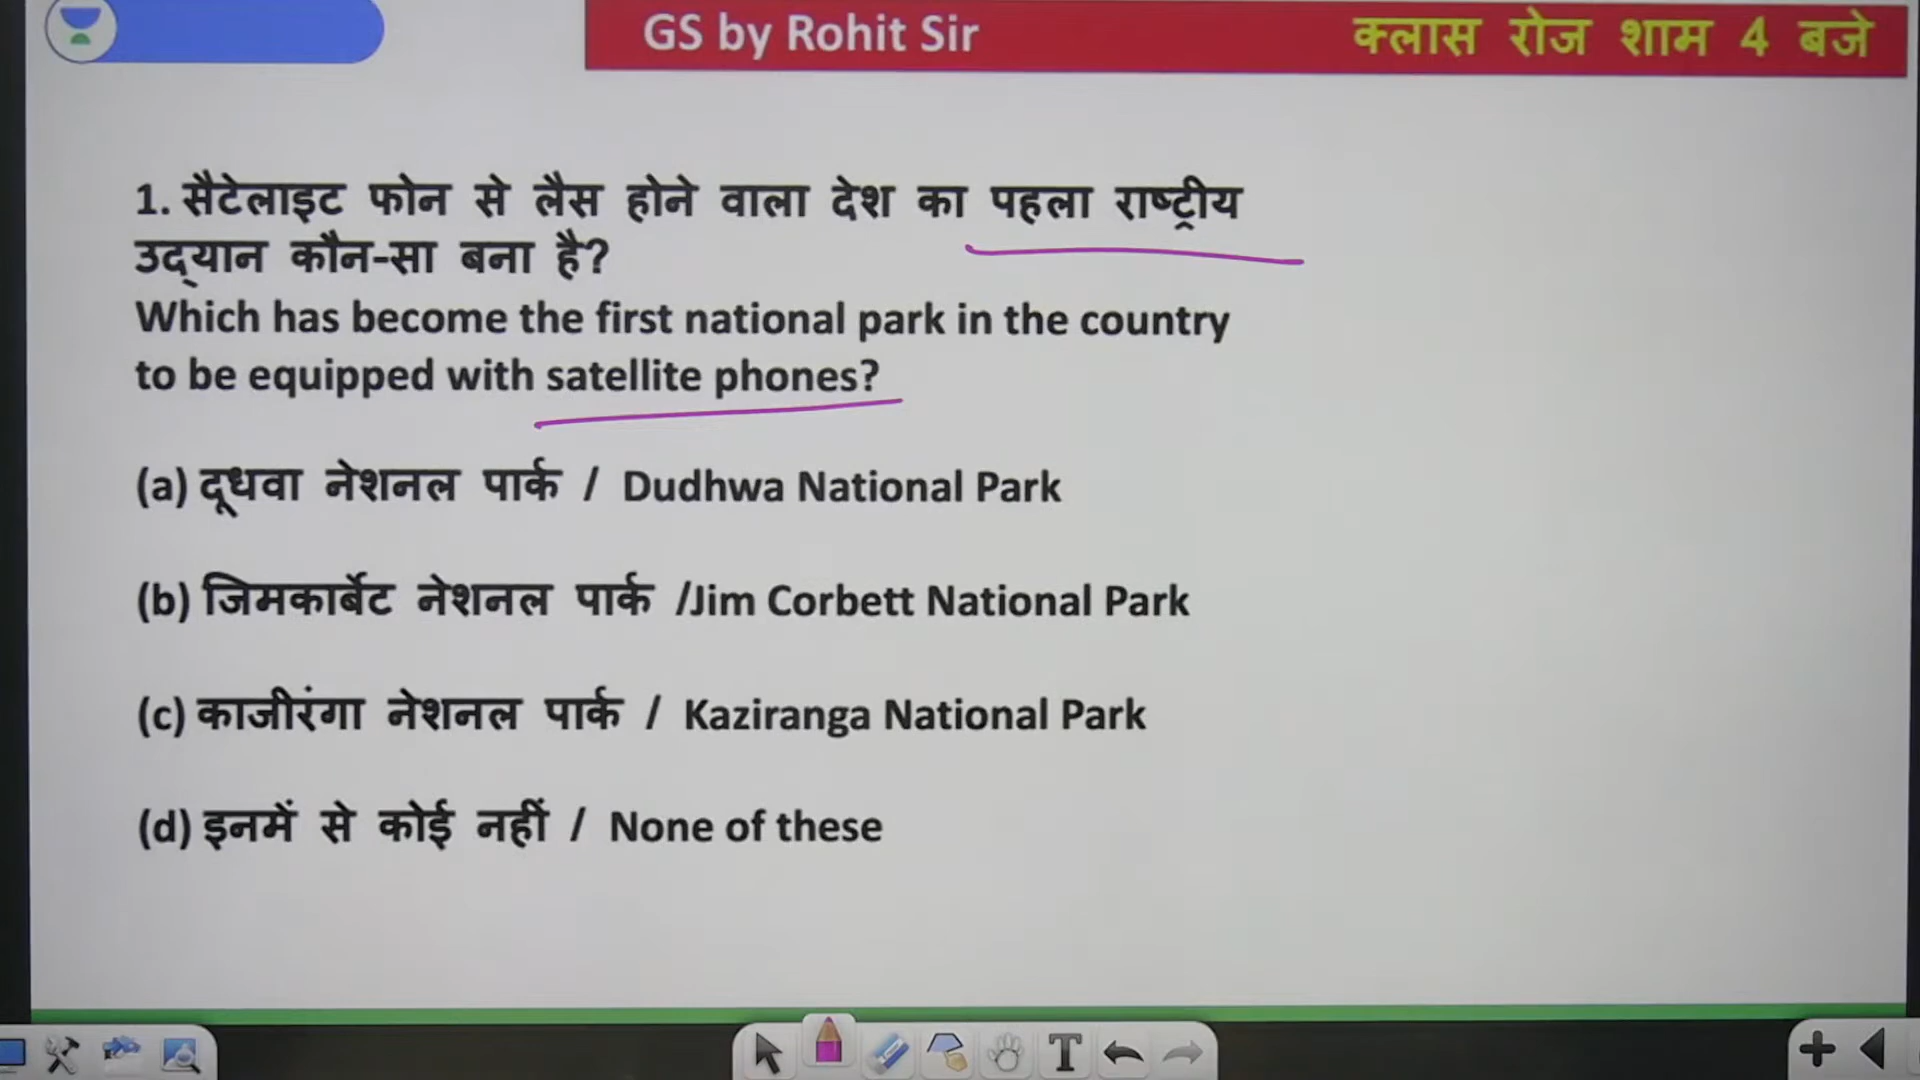 GS by Rohit Sir
क्लास रोज शाम 4 बजे
1. सैटेलाइट फोन से लैस होने वाला देश का पहला राष्ट्रीय
उद्यान कौन-सा बना है?
Which has become the first national park in the country
to be equipped with satellite phones?
(a) दूधवा नेशनल पार्क / Dudhwa National Park
(b) जिमकार्बेट नेशनल पार्क /Jim Corbett National Park
(c) काजीरंगा नेशनल पार्क / Kaziranga National Park
(d) इनमें से कोई नहीं / None of these
T